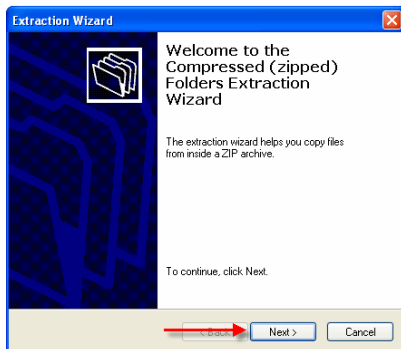 Extraction Wizard
Welcome to the
Compressed (zipped)
Folders Extraction
Wizard
The extraction wizard helps you copy files
from inside a ZIP archive.
To continue, click Next.
< Back
Next >
Cancel